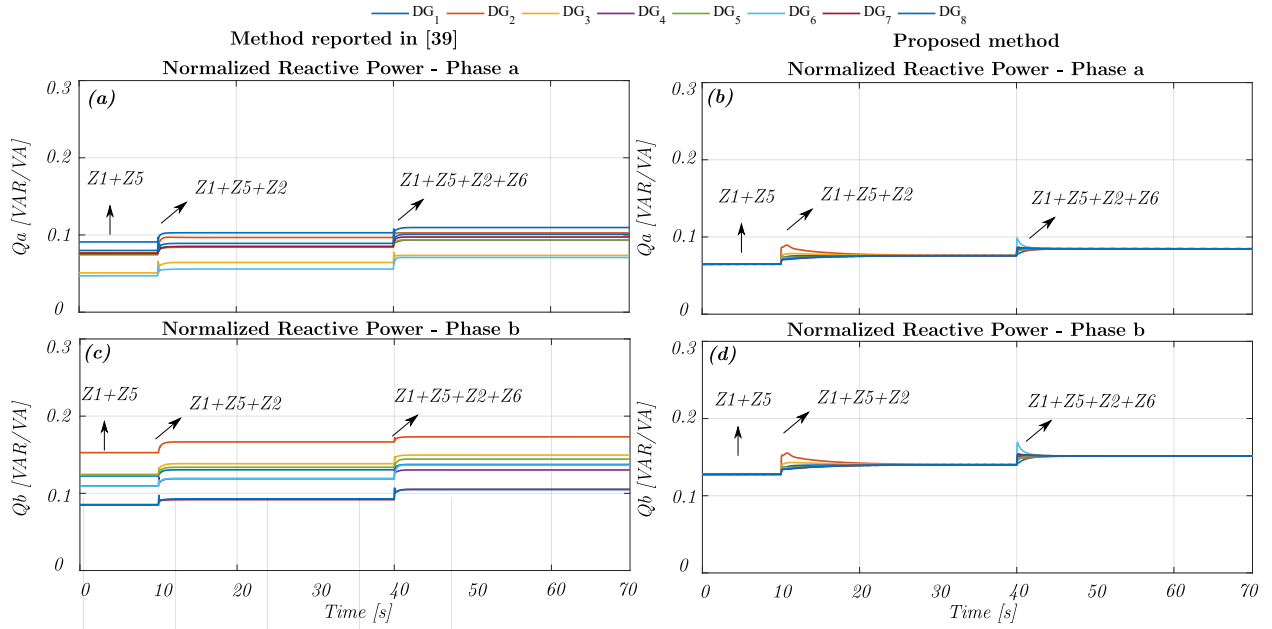 DG1 DG2 DG3 DG4 DG5 DG6 DG7 DG8
Method reported in [39]
Normalized Reactive Power - Phase a
(a)
Qa [VAR/VA]
0.3
0.2
0.1
0
Z1+Z5
Z1+Z5+Z2
Z1+Z5+Z2+Z6
Proposed method
Normalized Reactive Power - Phase a
(b)
Qa [VAR/VA]
0.3
0.2
0.1
0
Z1+Z5
Z1+Z5+Z2
Z1+Z5+Z2+Z6
Normalized Reactive Power - Phase b
(c)
Qb [VAR/VA]
0.3
0.2
0.1
0
Z1+Z5
Z1+Z5+Z2
Z1+Z5+Z2+Z6
0 10 20 30 40 50 60 70
Time [s]
Normalized Reactive Power - Phase b
(d)
Qb [VAR/VA]
0.3
0.2
0.1
0
Z1+Z5
Z1+Z5+Z2
Z1+Z5+Z2+Z6
0 10 20 30 40 50 60 70
Time [s]